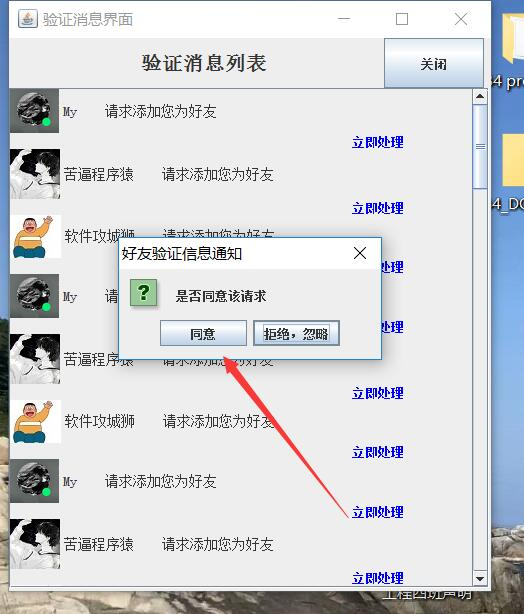 验证消息界面
验证消息列表
关闭
My 请求添加您为好友
立即处理
苦逼程序猿 请求添加您为好友
立即处理
软件攻城狮 请求添加您为好友
立即处理
好友验证信息通知
是否同意该请求
同意
拒绝，忽略
My 请
立即处理
苦逼程序猿 请求添加您为好友
立即处理
软件攻城狮 请求添加您为好友
立即处理
My 请求添加您为好友
立即处理
苦逼程序猿 请求添加您为好友
立即处理
工程四班声明
64 pro
4_DO